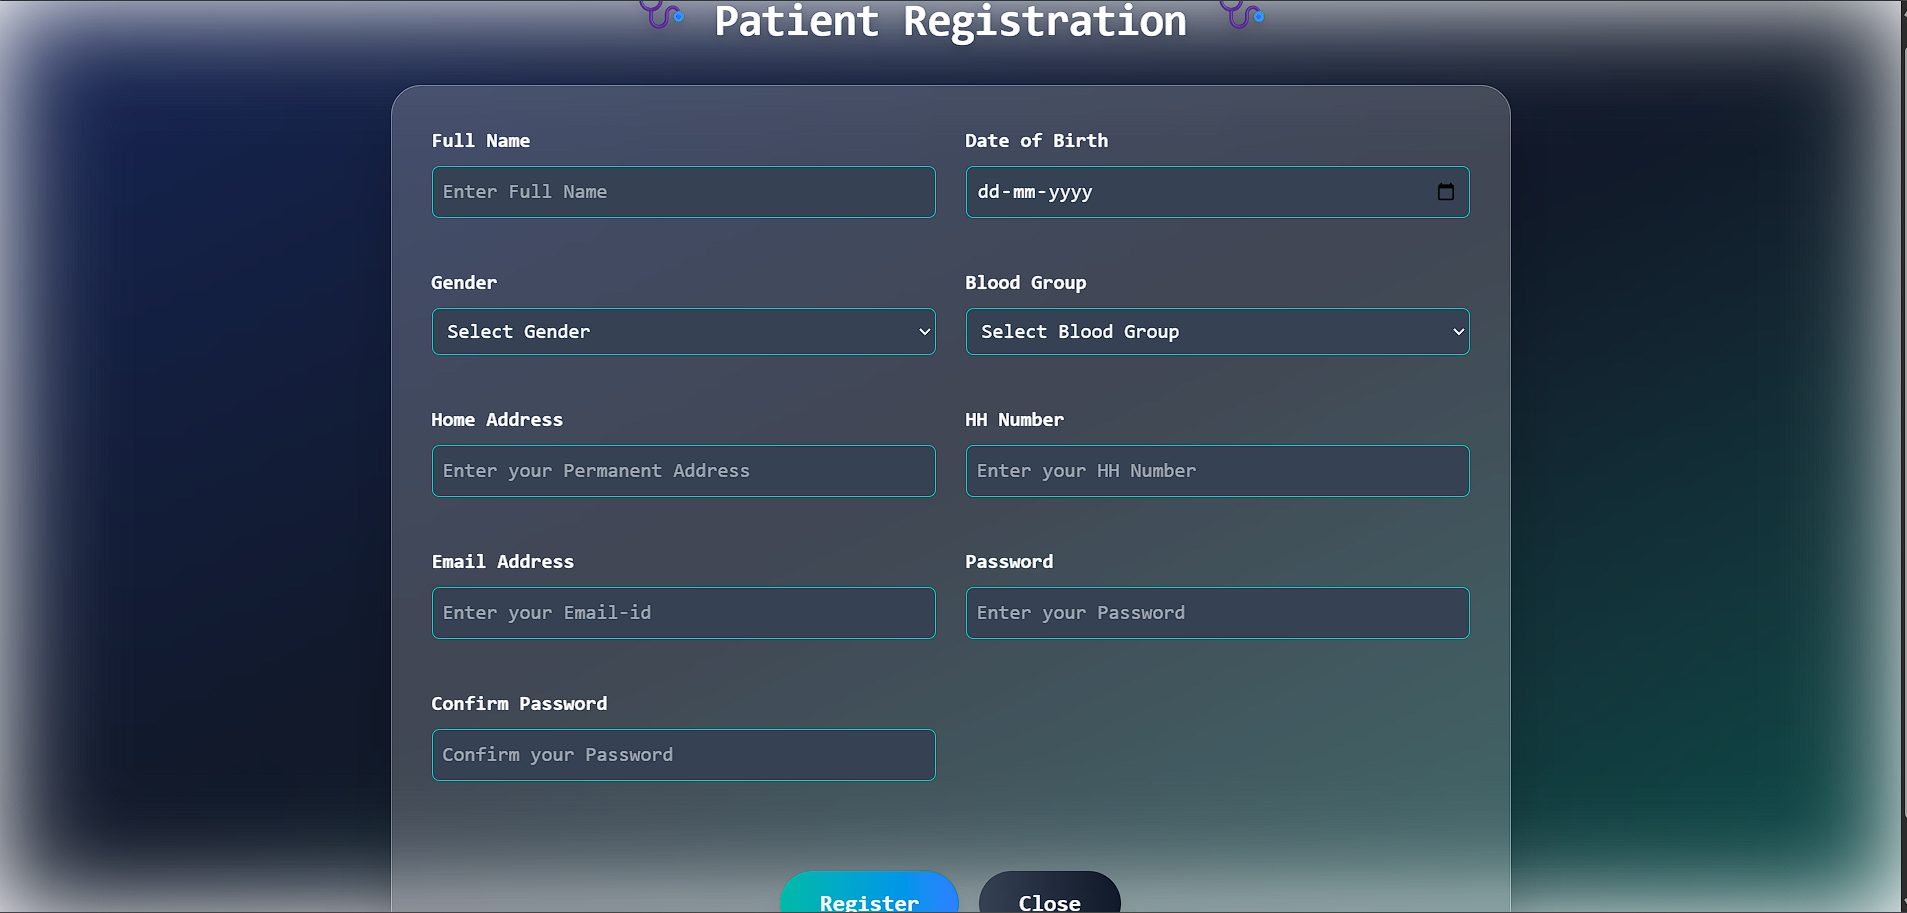 Patient Registration
Full Name
Date of Birth
Enter Full Name
dd-mm-yyyy
Gender
Blood Group
Select Gender
Select Blood Group
Home Address
HH Number
Enter your Permanent Address
Enter your HH Number
Email Address
Password
Enter your Email-id
Enter your Password
Confirm Password
Confirm your Password
Register
Close